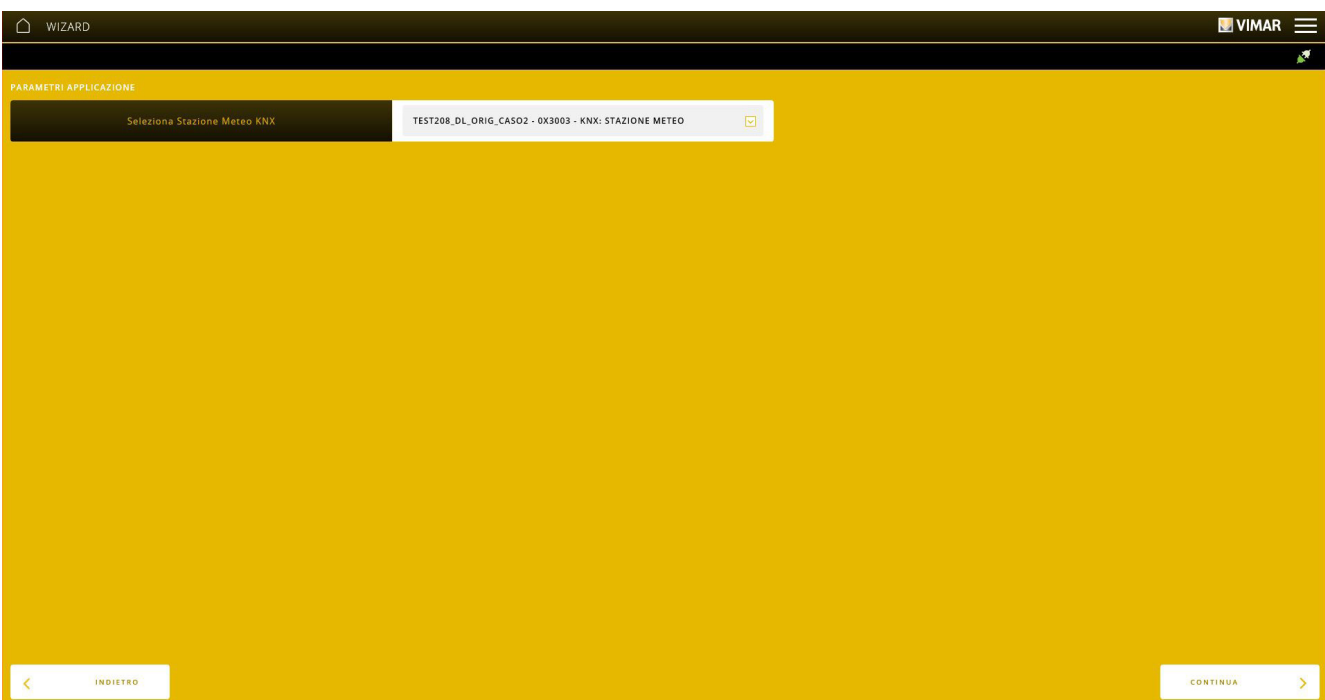 WIZARD
VIMAR
PARAMETRI APPLICAZIONE
Seleziona Stazione Meteo KNX
TEST208_DL_ORIG_CASO2 - 0X3003 - KNX: STAZIONE METEO
INDIETRO
CONTINUA